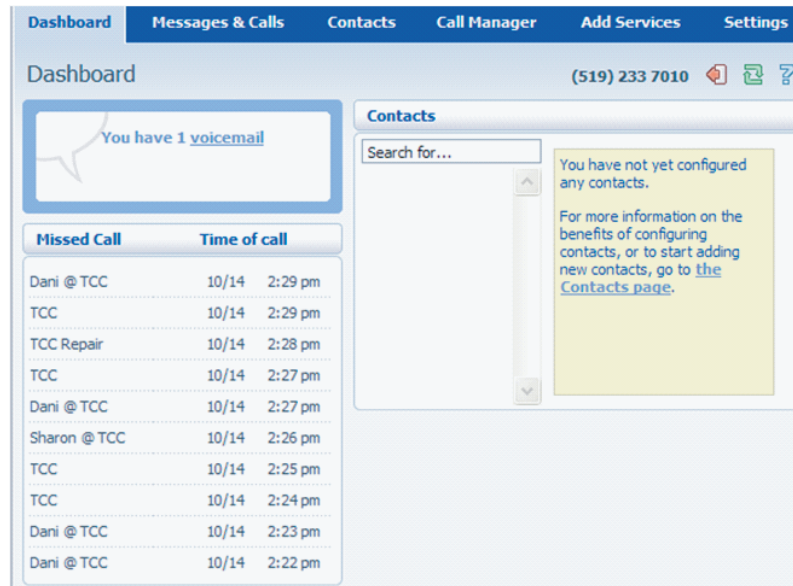 Dashboard Messages & Calls Contacts Call Manager Add Services Settings
Dashboard
(519) 233 7010
You have 1 voicemail
Missed Call Time of call
Dani @ TCC 10/14 2:29 pm
TCC 10/14 2:29 pm
TCC Repair 10/14 2:28 pm
TCC 10/14 2:27 pm
Dani @ TCC 10/14 2:27 pm
Sharon @ TCC 10/14 2:26 pm
TCC 10/14 2:25 pm
TCC 10/14 2:24 pm
Dani @ TCC 10/14 2:23 pm
Dani @ TCC 10/14 2:22 pm
Contacts
Search for...
You have not yet configured
any contacts.
For more information on the
benefits of configuring
contacts, or to start adding
new contacts, go to the
Contacts page.